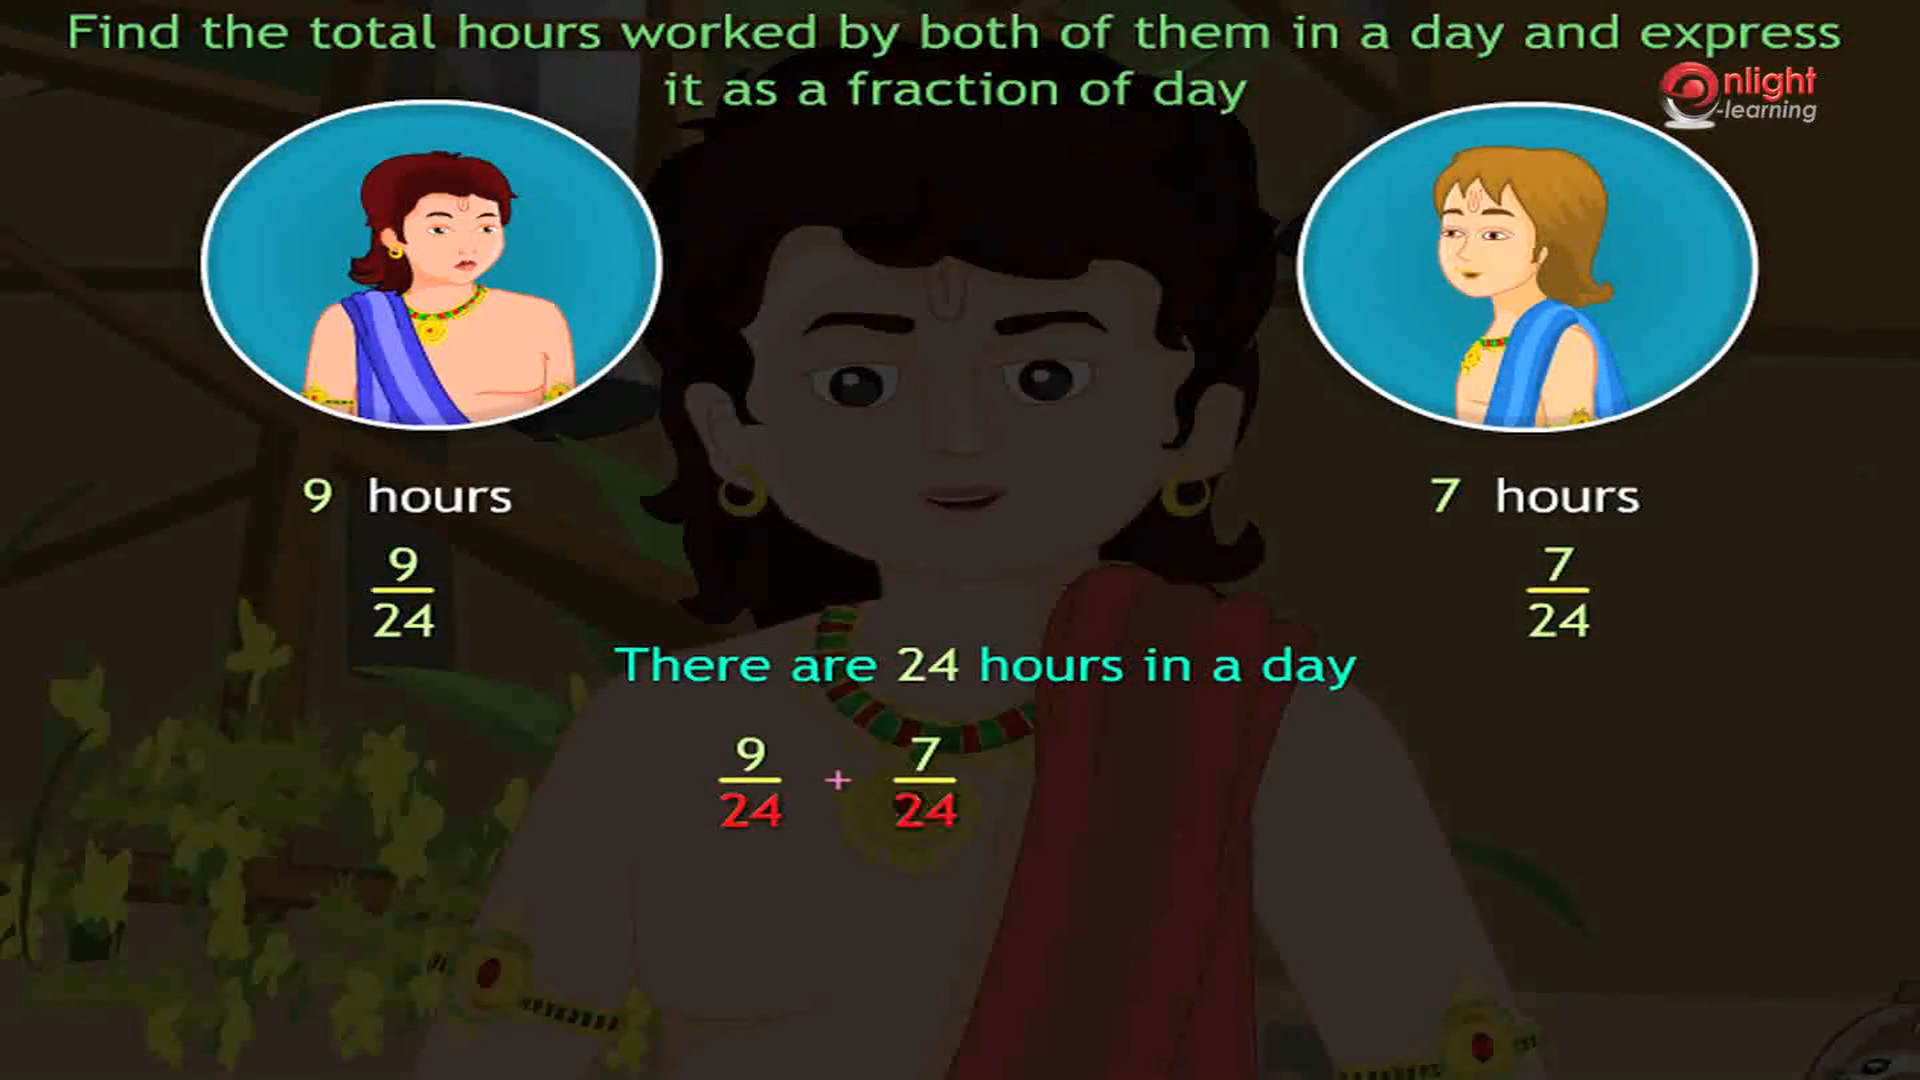 Find the total hours worked by both of them in a day and express
it as a fraction of day
nlight
-learning
9 hours
7 hours
9
24
7
24
There are 24 hours in a day
9 + 7
24 24